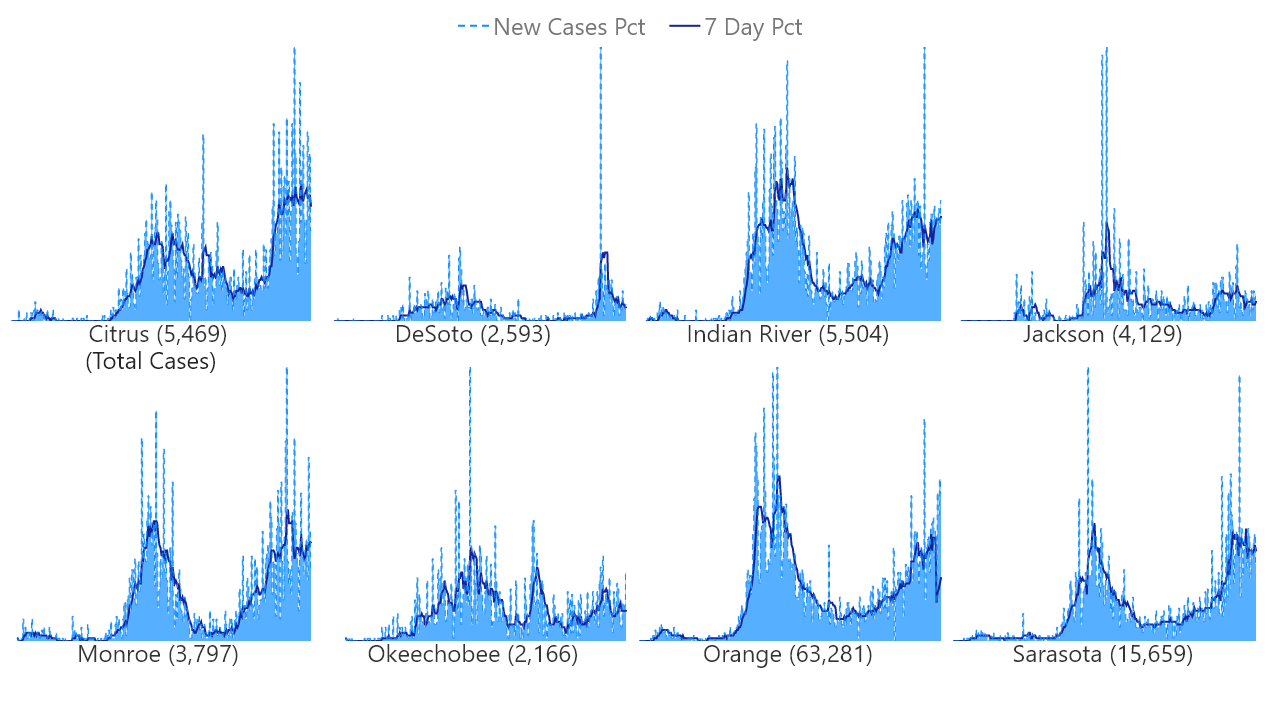 New Cases Pct 7 Day Pct
Citrus (5,469) DeSoto (2,593) Indian River (5,504) Jackson (4,129)
(Total Cases)
Monroe (3,797) Okeechobee (2,166) Orange (63,281) Sarasota (15,659)